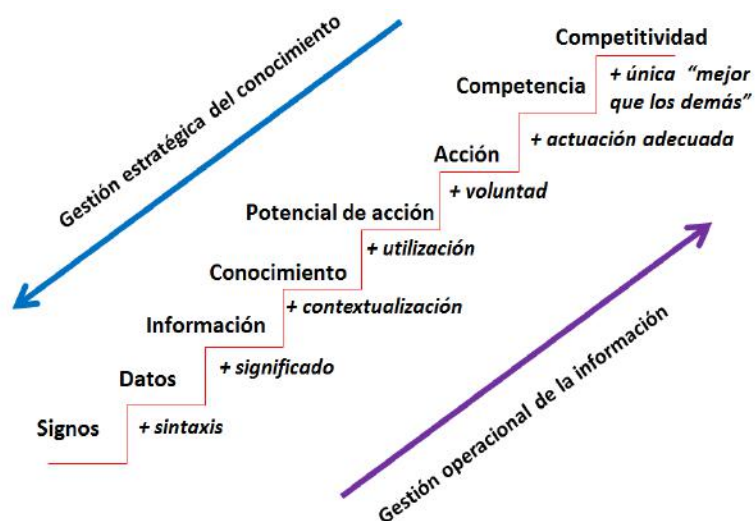 Gestión estratégica del conocimiento
Competitividad
+ única “mejor
que los demás”
Competencia
+ actuación adecuada
Acción
+ voluntad
Potencial de acción
+ utilización
Conocimiento
+ contextualización
Información
+ significado
Datos
+ sintaxis
Signos
Gestión operacional de la información